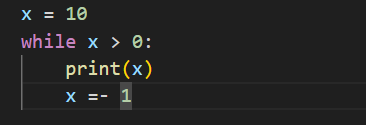 x = 10
while x > 0:
    print(x)
    x =- 1